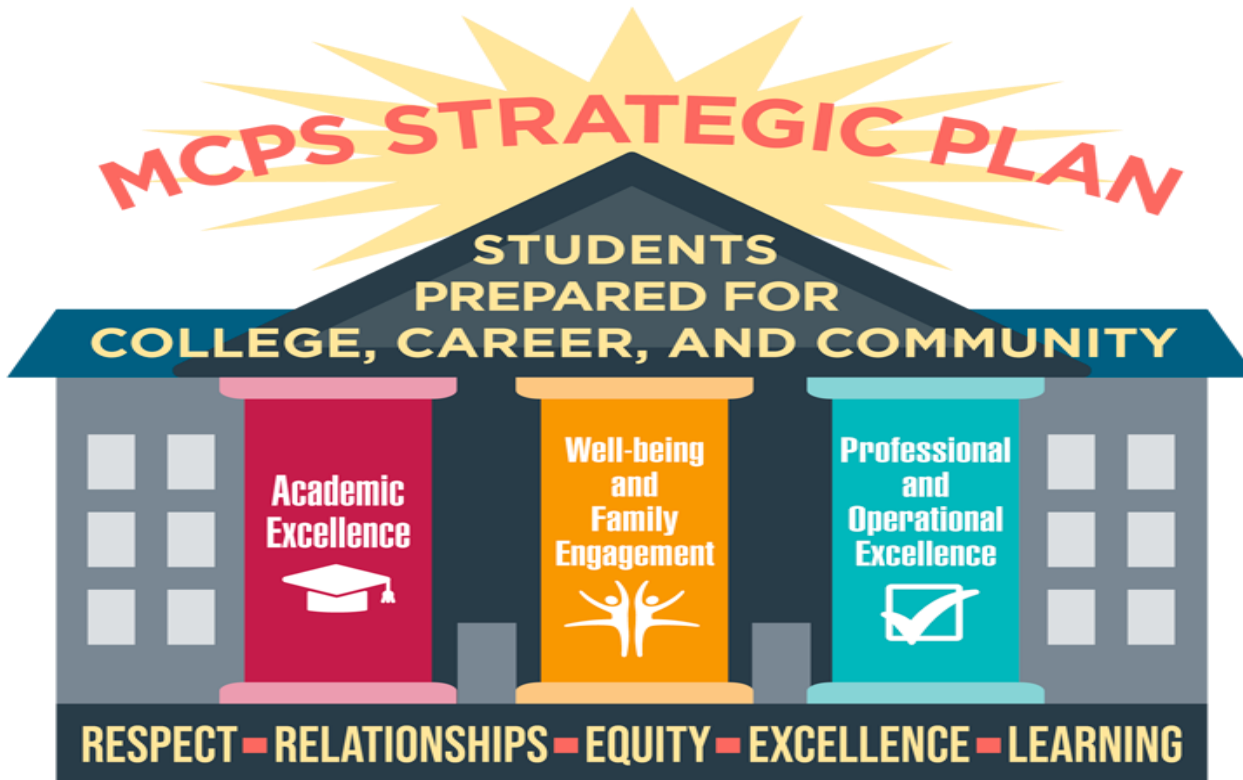 MCPS STRATEGIC PLAN
STUDENTS
PREPARED FOR
COLLEGE, CAREER, AND COMMUNITY
Academic
Excellence
Well-being
and
Family
Engagement
Professional
and
Operational
Excellence
RESPECT - RELATIONSHIPS - EQUITY - EXCELLENCE - LEARNING